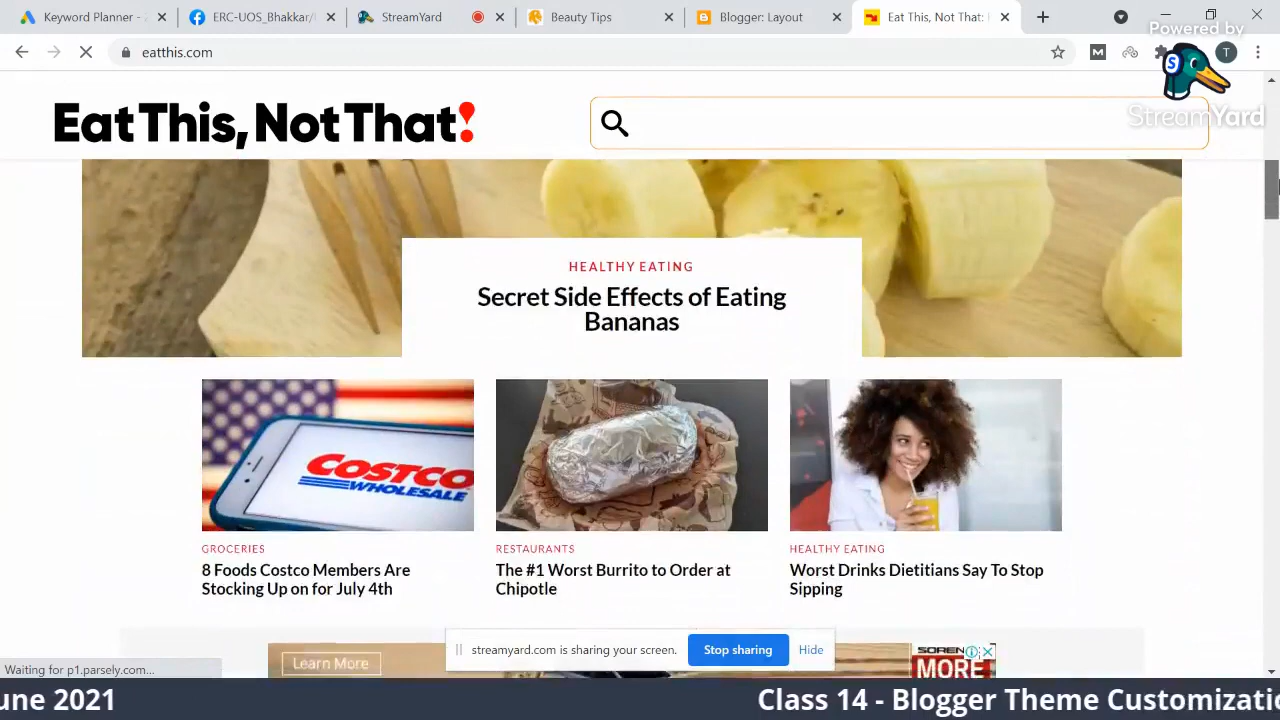 Keyword Planner -
ERC-UOS_Bhakkar/
StreamYard
Beauty Tips
Blogger: Layout
Eat This, Not That:
eatthis.com
M
T
Powered by
S
StreamYard
Eat This, Not That!
HEALTHY EATING
Secret Side Effects of Eating
Bananas
COSTCO
WHOLESALE
GROCERIES
8 Foods Costco Members Are
Stocking Up on for July 4th
RESTAURANTS
The #1 Worst Burrito to Order at
Chipotle
HEALTHY EATING
Worst Drinks Dietitians Say To Stop
Sipping
Learn More
streamyard.com is sharing your screen.
Stop sharing
Hide
SOREN
MORE
Waiting for p1.parsely.com...
une 2021
Class 14 - Blogger Theme Customizati